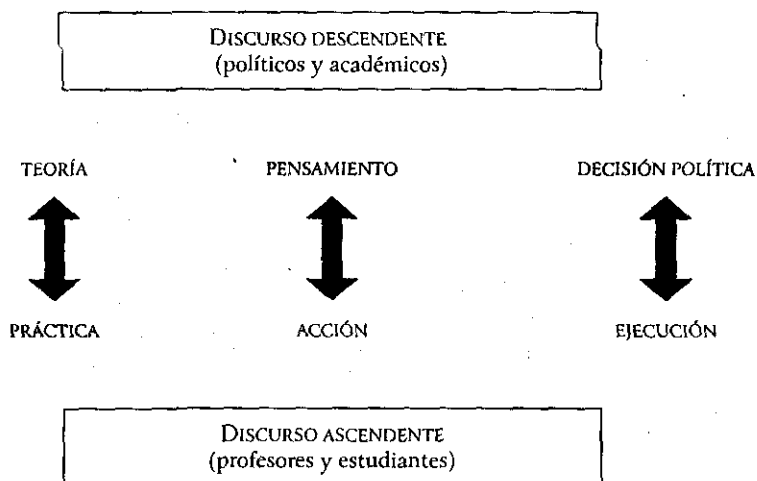 DISCURSO DESCENDENTE
(políticos y académicos)
TEORÍA PENSAMIENTO DECISIÓN POLÍTICA
PRÁCTICA ACCIÓN EJECUCIÓN
DISCURSO ASCENDENTE
(profesores y estudiantes)